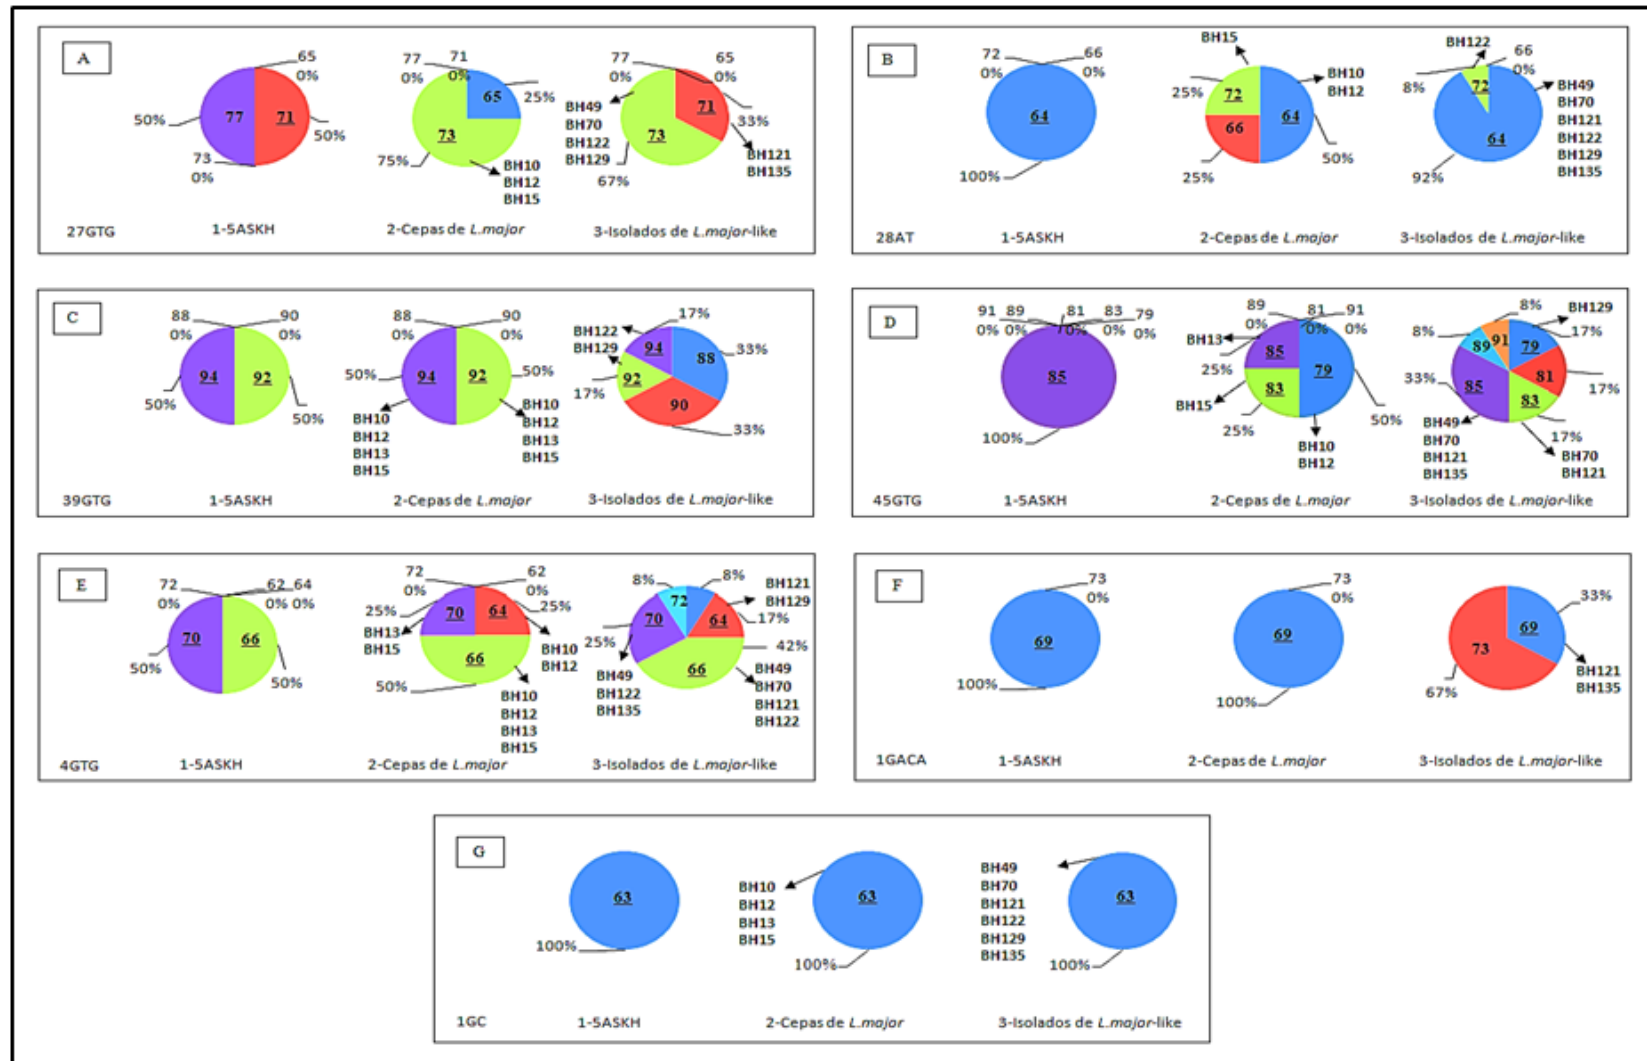 A
65
0%
77
71
50%
50%
73
0%
27GTG
1-5ASKH
77
71
0%
0%
65
25%
73
75%
BH10
BH12
BH15
2-Cepas de L.major
77
65
0%
0%
BH49
BH70
BH122
BH129
71
33%
73
BH121
BH135
67%
3-Isolados de L.major-like
B
72
66
0%
0%
64
100%
28AT
1-5ASKH
BH15
BH10
BH12
25%
72
64
66
50%
25%
2-Cepas de L.major
BH122
66
0%
8%
72
64
BH49
BH70
BH121
BH122
BH129
BH135
92%
3-Isolados de L.major-like
C
88
90
0%
0%
94
92
50%
50%
39GTG
1-5ASKH
88
90
0%
0%
50%
94
92
50%
BH10
BH12
BH13
BH15
BH10
BH12
BH13
BH15
2-Cepas de L.major
17%
BH122
BH129
94
88
33%
92
17%
90
33%
3-Isolados de L.major-like
D
91
89
81
83
79
0%
0%
0%
0%
0%
85
100%
45GTG
1-5ASKH
89
81
91
0%
0%
0%
BH13
85
79
25%
BH15
83
25%
50%
BH10
BH12
2-Cepas de L.major
8%
BH129
8%
89
91
79
17%
81
33%
85
17%
83
BH49
BH70
BH121
BH135
17%
BH70
BH121
3-Isolados de L.major-like
E
72
62
64
0%
0%
0%
70
66
50%
50%
4GTG
1-5ASKH
72
62
0%
0%
25%
25%
70
64
BH13
BH15
BH10
BH12
66
50%
BH10
BH12
BH13
BH15
2-Cepas de L.major
8%
8%
BH121
BH129
72
70
64
17%
25%
42%
66
BH49
BH122
BH135
BH49
BH70
BH121
BH122
3-Isolados de L.major-like
F
73
0%
69
100%
1GACA
1-5ASKH
73
0%
69
100%
2-Cepas de L.major
33%
69
73
BH121
BH135
67%
3-Isolados de L.major-like
G
63
100%
1GC
1-5ASKH
BH10
BH12
BH13
BH15
63
100%
2-Cepas de L.major
BH49
BH70
BH121
BH122
BH129
BH135
63
100%
3-Isolados de L.major-like